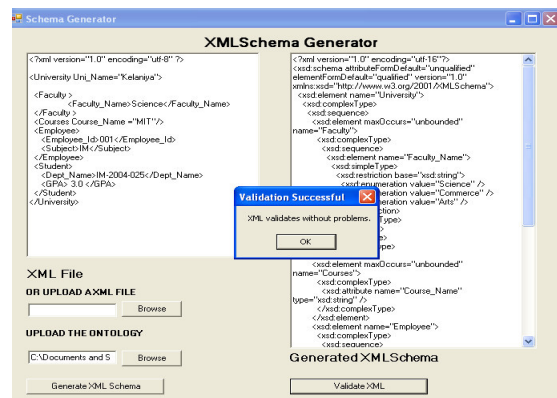 Schema Generator
XMLSchema Generator
<?xml version="1.0" encoding="utf-8" ?>
<University Uni_Name="Kelaniya">
<Faculty >
<Faculty_Name>Science</Faculty_Name>
</Faculty >
<Courses Course_Name ="MIT"/>
<Employee>
<Employee_Id>001</Employee_Id>
<Subject>IM</Subject>
</Employee>
<Student>
<Dept_Name>IM-2004-025</Dept_Name>
<GPA> 3.0 </GPA>
</Student>
</University>
<?xml version="1.0" encoding="utf-16"?>
<xsd:schema attributeFormDefault="unqualified"
elementFormDefault="qualified" version="1.0"
xmlns:xsd="http://www.w3.org/2001/XMLSchema">
<xsd:element name="University">
<xsd:complexType>
<xsd:sequence>
<xsd:element maxOccurs="unbounded"
name="Faculty">
<xsd:complexType>
<xsd:sequence>
<xsd:element name="Faculty_Name">
<xsd:simpleType>
<xsd:restriction base="xsd:string">
<xsd:enumeration value="Science" />
neration value="Commerce" />
neration value="Arts" />
ction>
Type>
>
e>
ype>
<xsd:element maxOccurs="unbounded"
name="Courses">
<xsd:complexType>
<xsd:attribute name="Course_Name"
type="xsd:string" />
</xsd:complexType>
</xsd:element>
<xsd:element name="Employee">
<xsd:complexType>
<xsd:sequence>
Validation Successful
XML validates without problems.
OK
XML File
OR UPLOAD A XML FILE
Browse
UPLOAD THE ONTOLOGY
C:\Documents and S
Browse
Generate XML Schema
Generated XMLSchema
Validate XML